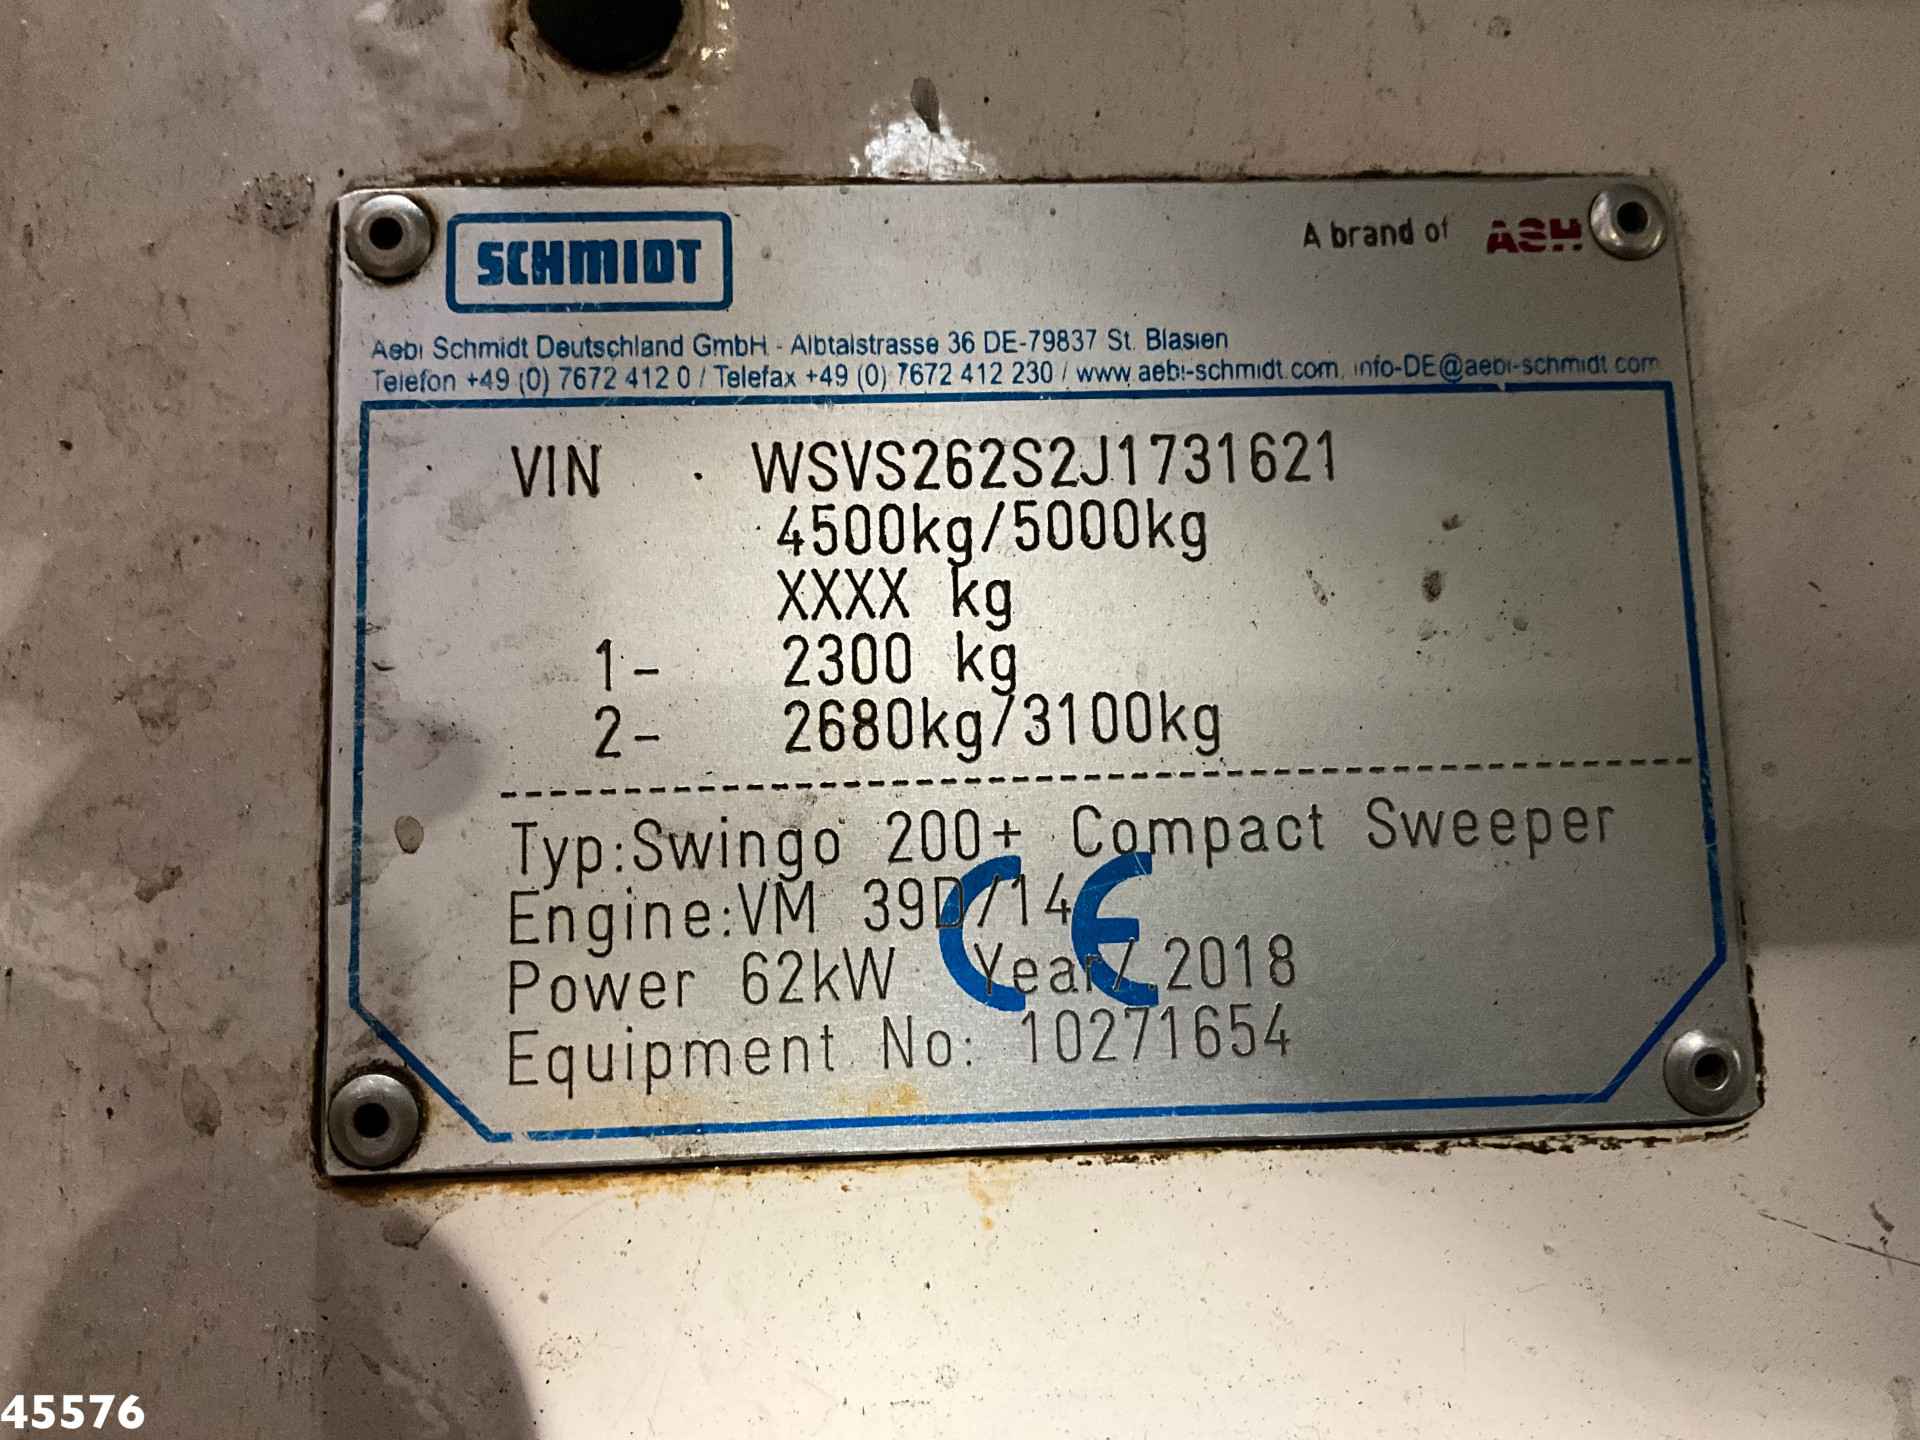 SCHMIDT
A brand of ASH
Aebi Schmidt Deutschland GmbH - Albtalstrasse 36 DE-79837 St. Blasien
Telefon +49 (0) 7672 412 0 / Telefax +49 (0) 7672 412 230 / www.aebi-schmidt.com, info-DE@aebi-schmidt.com
VIN . WSVS262S2J1731621
4500kg/5000kg
XXXX kg
1- 2300 kg
2- 2680kg/3100kg
Typ:Swingo 200+ Compact Sweeper
Engine:VM 39D/14
CE
Power 62kW Year/.2018
Equipment No: 10271654
45576